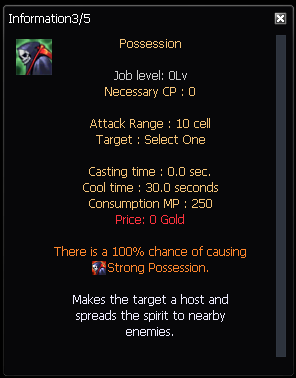 Information3/5
Possession
Job level: 0Lv
Necessary CP : 0
Attack Range : 10 cell
Target : Select One
Casting time : 0.0 sec.
Cool time : 30.0 seconds
Consumption MP : 250
Price: 0 Gold
There is a 100% chance of causing
Strong Possession.
Makes the target a host and
spreads the spirit to nearby
enemies.